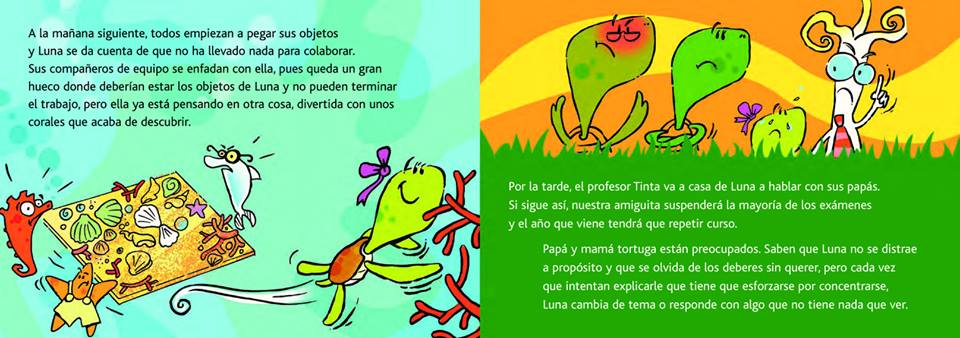 A la mañana siguiente, todos empiezan a pegar sus objetos
y Luna se da cuenta de que no ha llevado nada para colaborar.
Sus compañeros de equipo se enfadan con ella, pues queda un gran
hueco donde deberían estar los objetos de Luna y no pueden terminar
el trabajo, pero ella ya está pensando en otra cosa, divertida con unos
corales que acaba de descubrir.
Por la tarde, el profesor Tinta va a casa de Luna a hablar con sus papás.
Si sigue así, nuestra amiguita suspenderá la mayoría de los exámenes
y el año que viene tendrá que repetir curso.
Papá y mamá tortuga están preocupados. Saben que Luna no se distrae
a propósito y que se olvida de los deberes sin querer, pero cada vez
que intentan explicarle que tiene que esforzarse por concentrarse,
Luna cambia de tema o responde con algo que no tiene nada que ver.